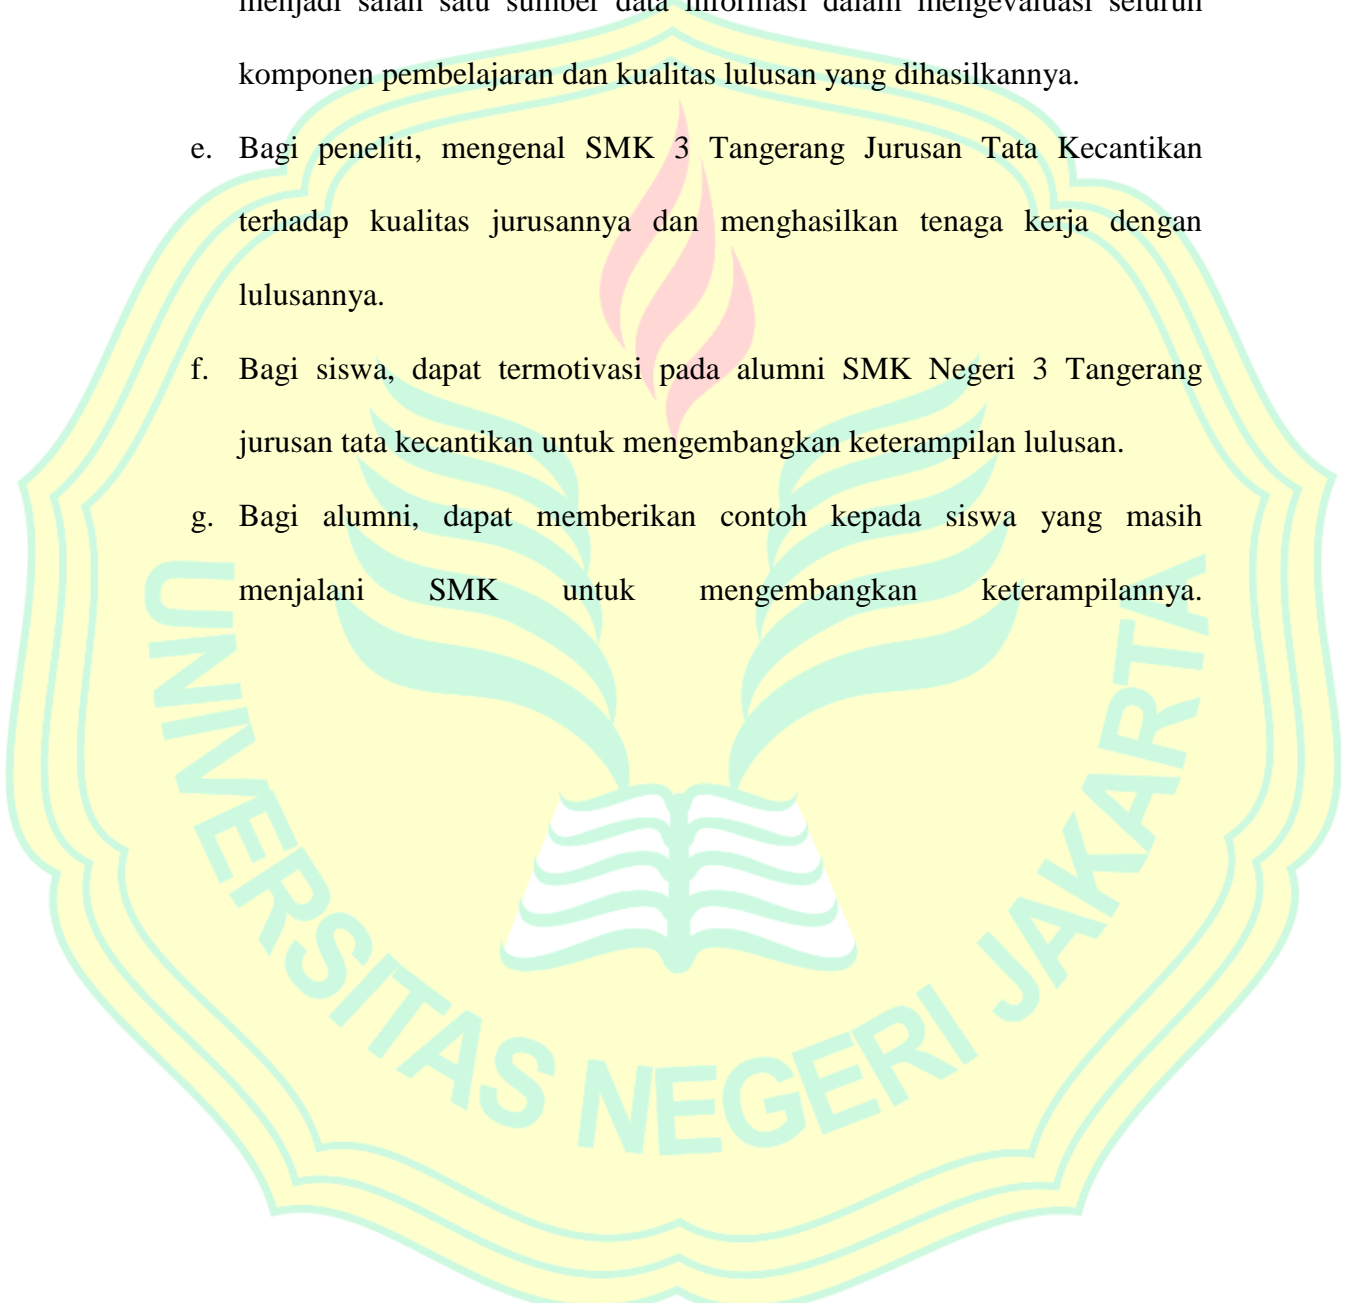 menjadi salah satu sumber data informasi dalam mengevaluasi seluruh
komponen pembelajaran dan kualitas lulusan yang dihasilkannya.
e. Bagi peneliti, mengenal SMK 3 Tangerang Jurusan Tata Kecantikan
terhadap kualitas jurusannya dan menghasilkan tenaga kerja dengan
lulusannya.
f. Bagi siswa, dapat termotivasi pada alumni SMK Negeri 3 Tangerang
jurusan tata kecantikan untuk mengembangkan keterampilan lulusan.
g. Bagi alumni, dapat memberikan contoh kepada siswa yang masih
menjalani SMK untuk mengembangkan keterampilannya.
UNIVERSITAS NEGERI JAKARTA